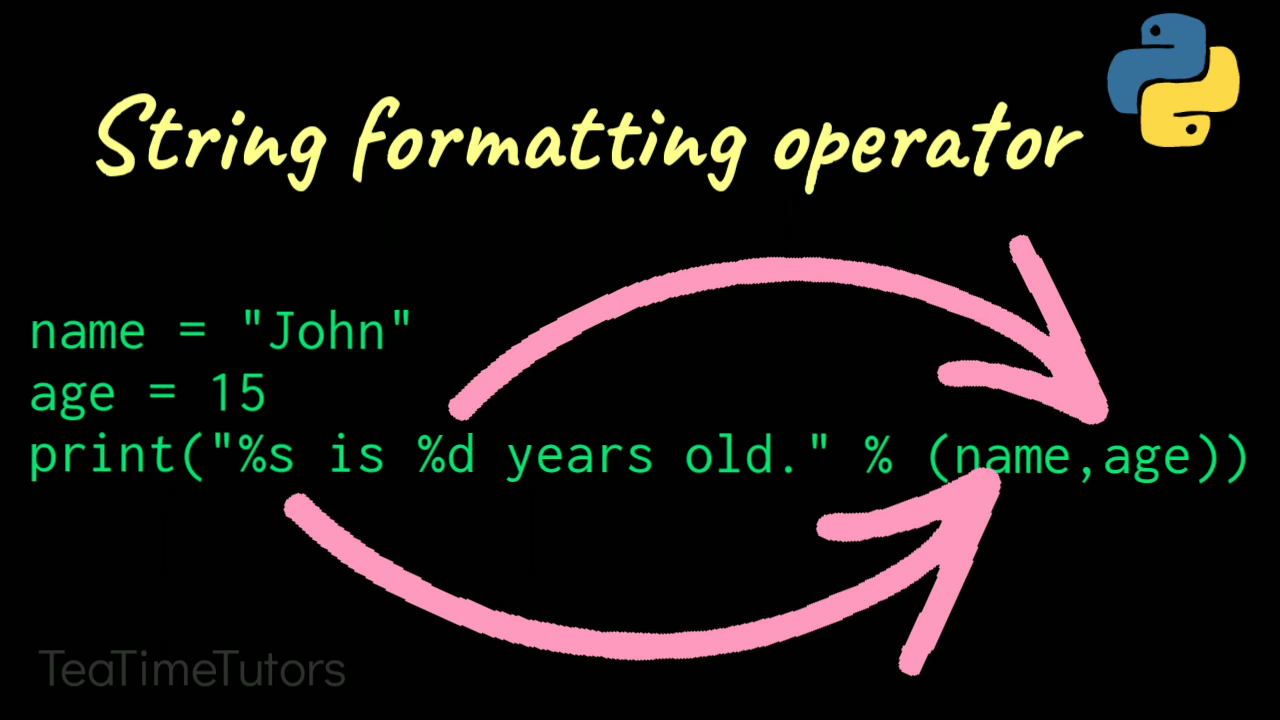 String formatting operator
name = "John"
age = 15
print("%s is %d years old." % (name,age))
TeaTimeTutors